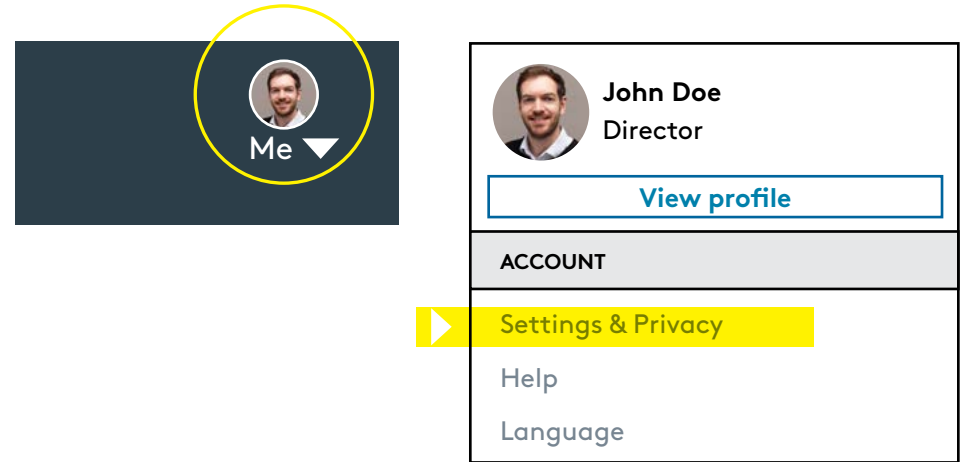 Me
John Doe
Director
View profile
ACCOUNT
Settings & Privacy
Help
Language